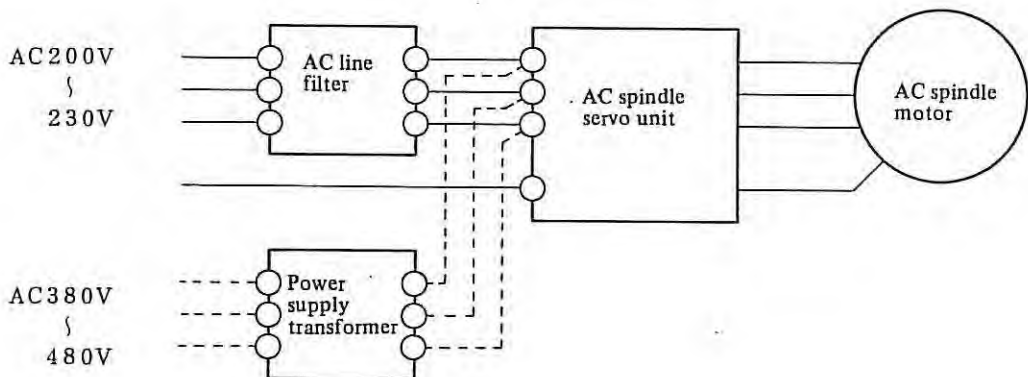 AC200V
~
230V
AC line
filter
AC spindle
servo unit
AC spindle
motor
AC380V
~
480V
Power
supply
transformer